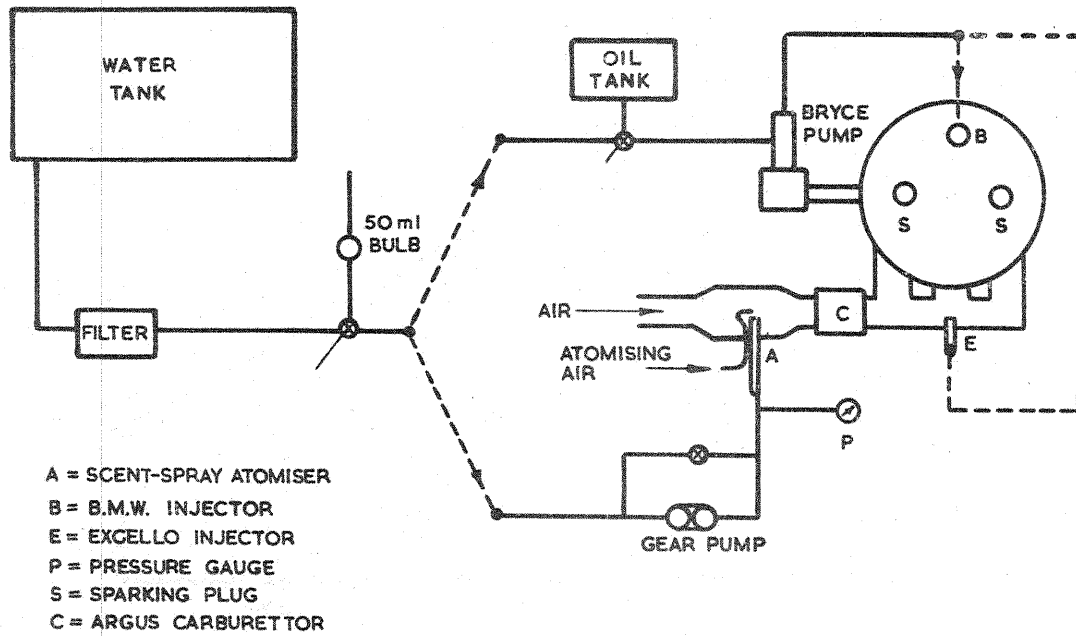 WATER
TANK
OIL
TANK
BRYCE
PUMP
B
S
S
50 ml
BULB
FILTER
AIR
C
ATOMISING
AIR
A
E
P
GEAR PUMP
A = SCENT-SPRAY ATOMISER
B = B.M.W. INJECTOR
E = EXCELLO INJECTOR
P = PRESSURE GAUGE
S = SPARKING PLUG
C = ARGUS CARBURETTOR